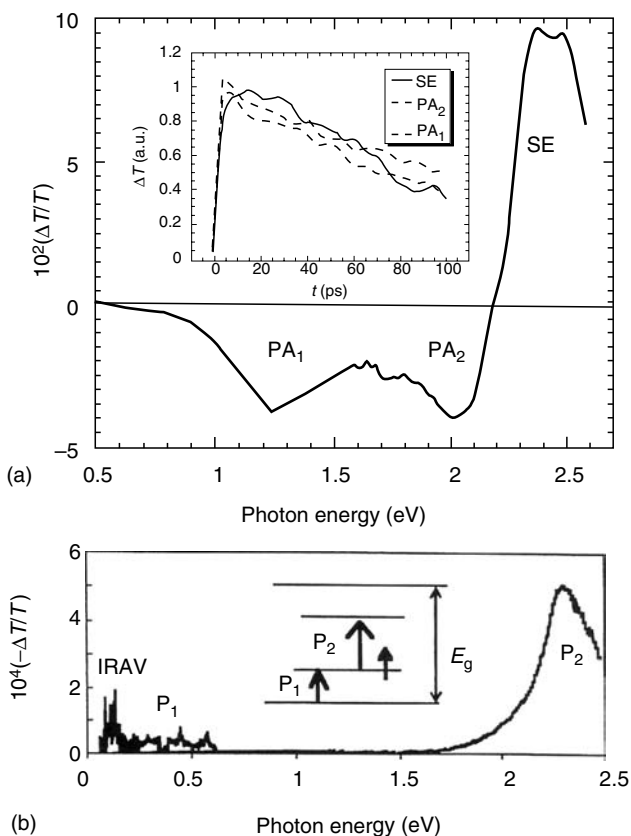 10
5
0
−5
10²(ΔT/T)
1.2
1
0.8
0.6
0.4
0.2
0
ΔT (a.u.)
0 20 40 60 80 100
t (ps)
SE
PA₂
PA₁
SE
PA₁
PA₂
0.5 1 1.5 2 2.5
(a)
Photon energy (eV)
6
4
2
0
10⁴(−ΔT/T)
IRAV
P₁
P₂
P₁
E_g
P₂
0 0.5 1 1.5 2 2.5
(b)
Photon energy (eV)